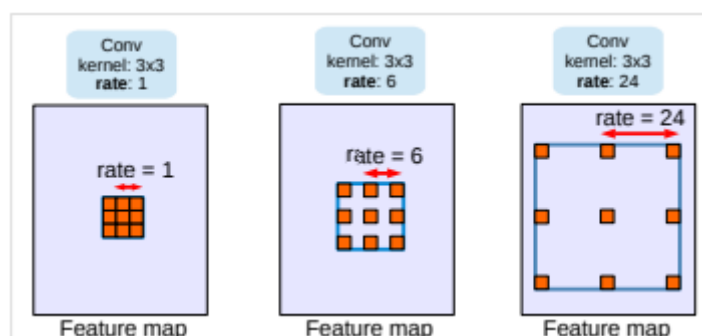 Conv
kernel: 3x3
rate: 1
Conv
kernel: 3x3
rate: 6
Conv
kernel: 3x3
rate: 24
rate = 1
rate = 6
rate = 24
Feature map
Feature map
Feature map